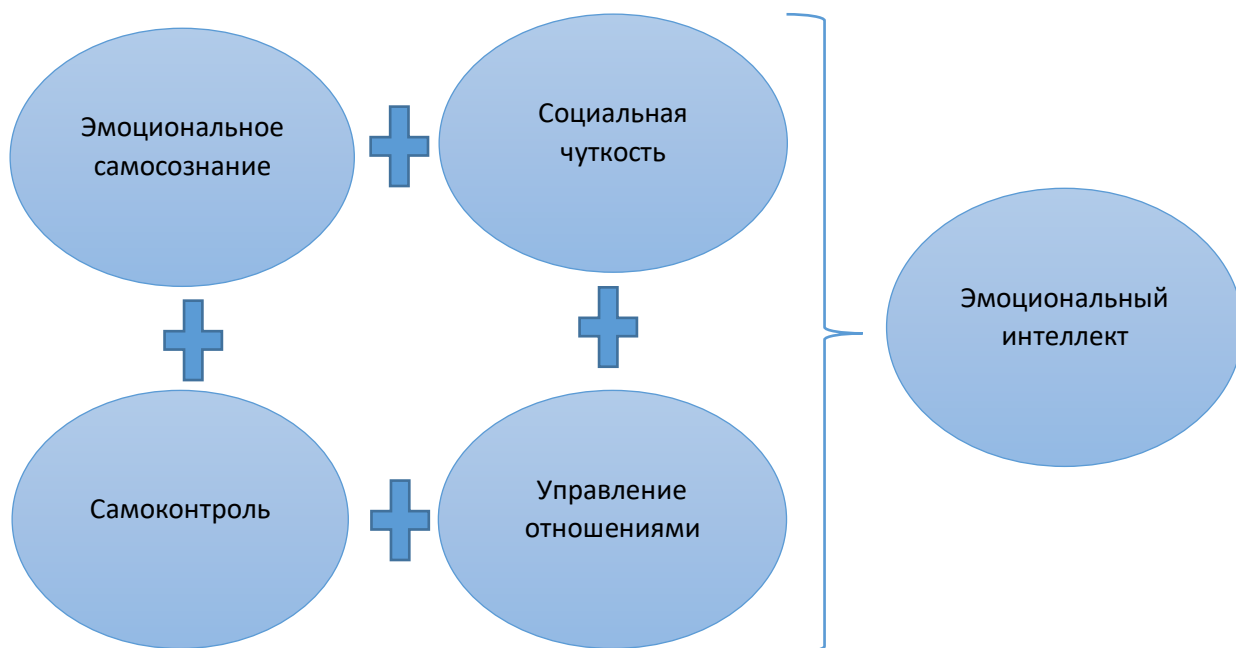 Эмоциональное
самосознание
Социальная
чуткость
Эмоциональный
интеллект
Самоконтроль
Управление
отношениями